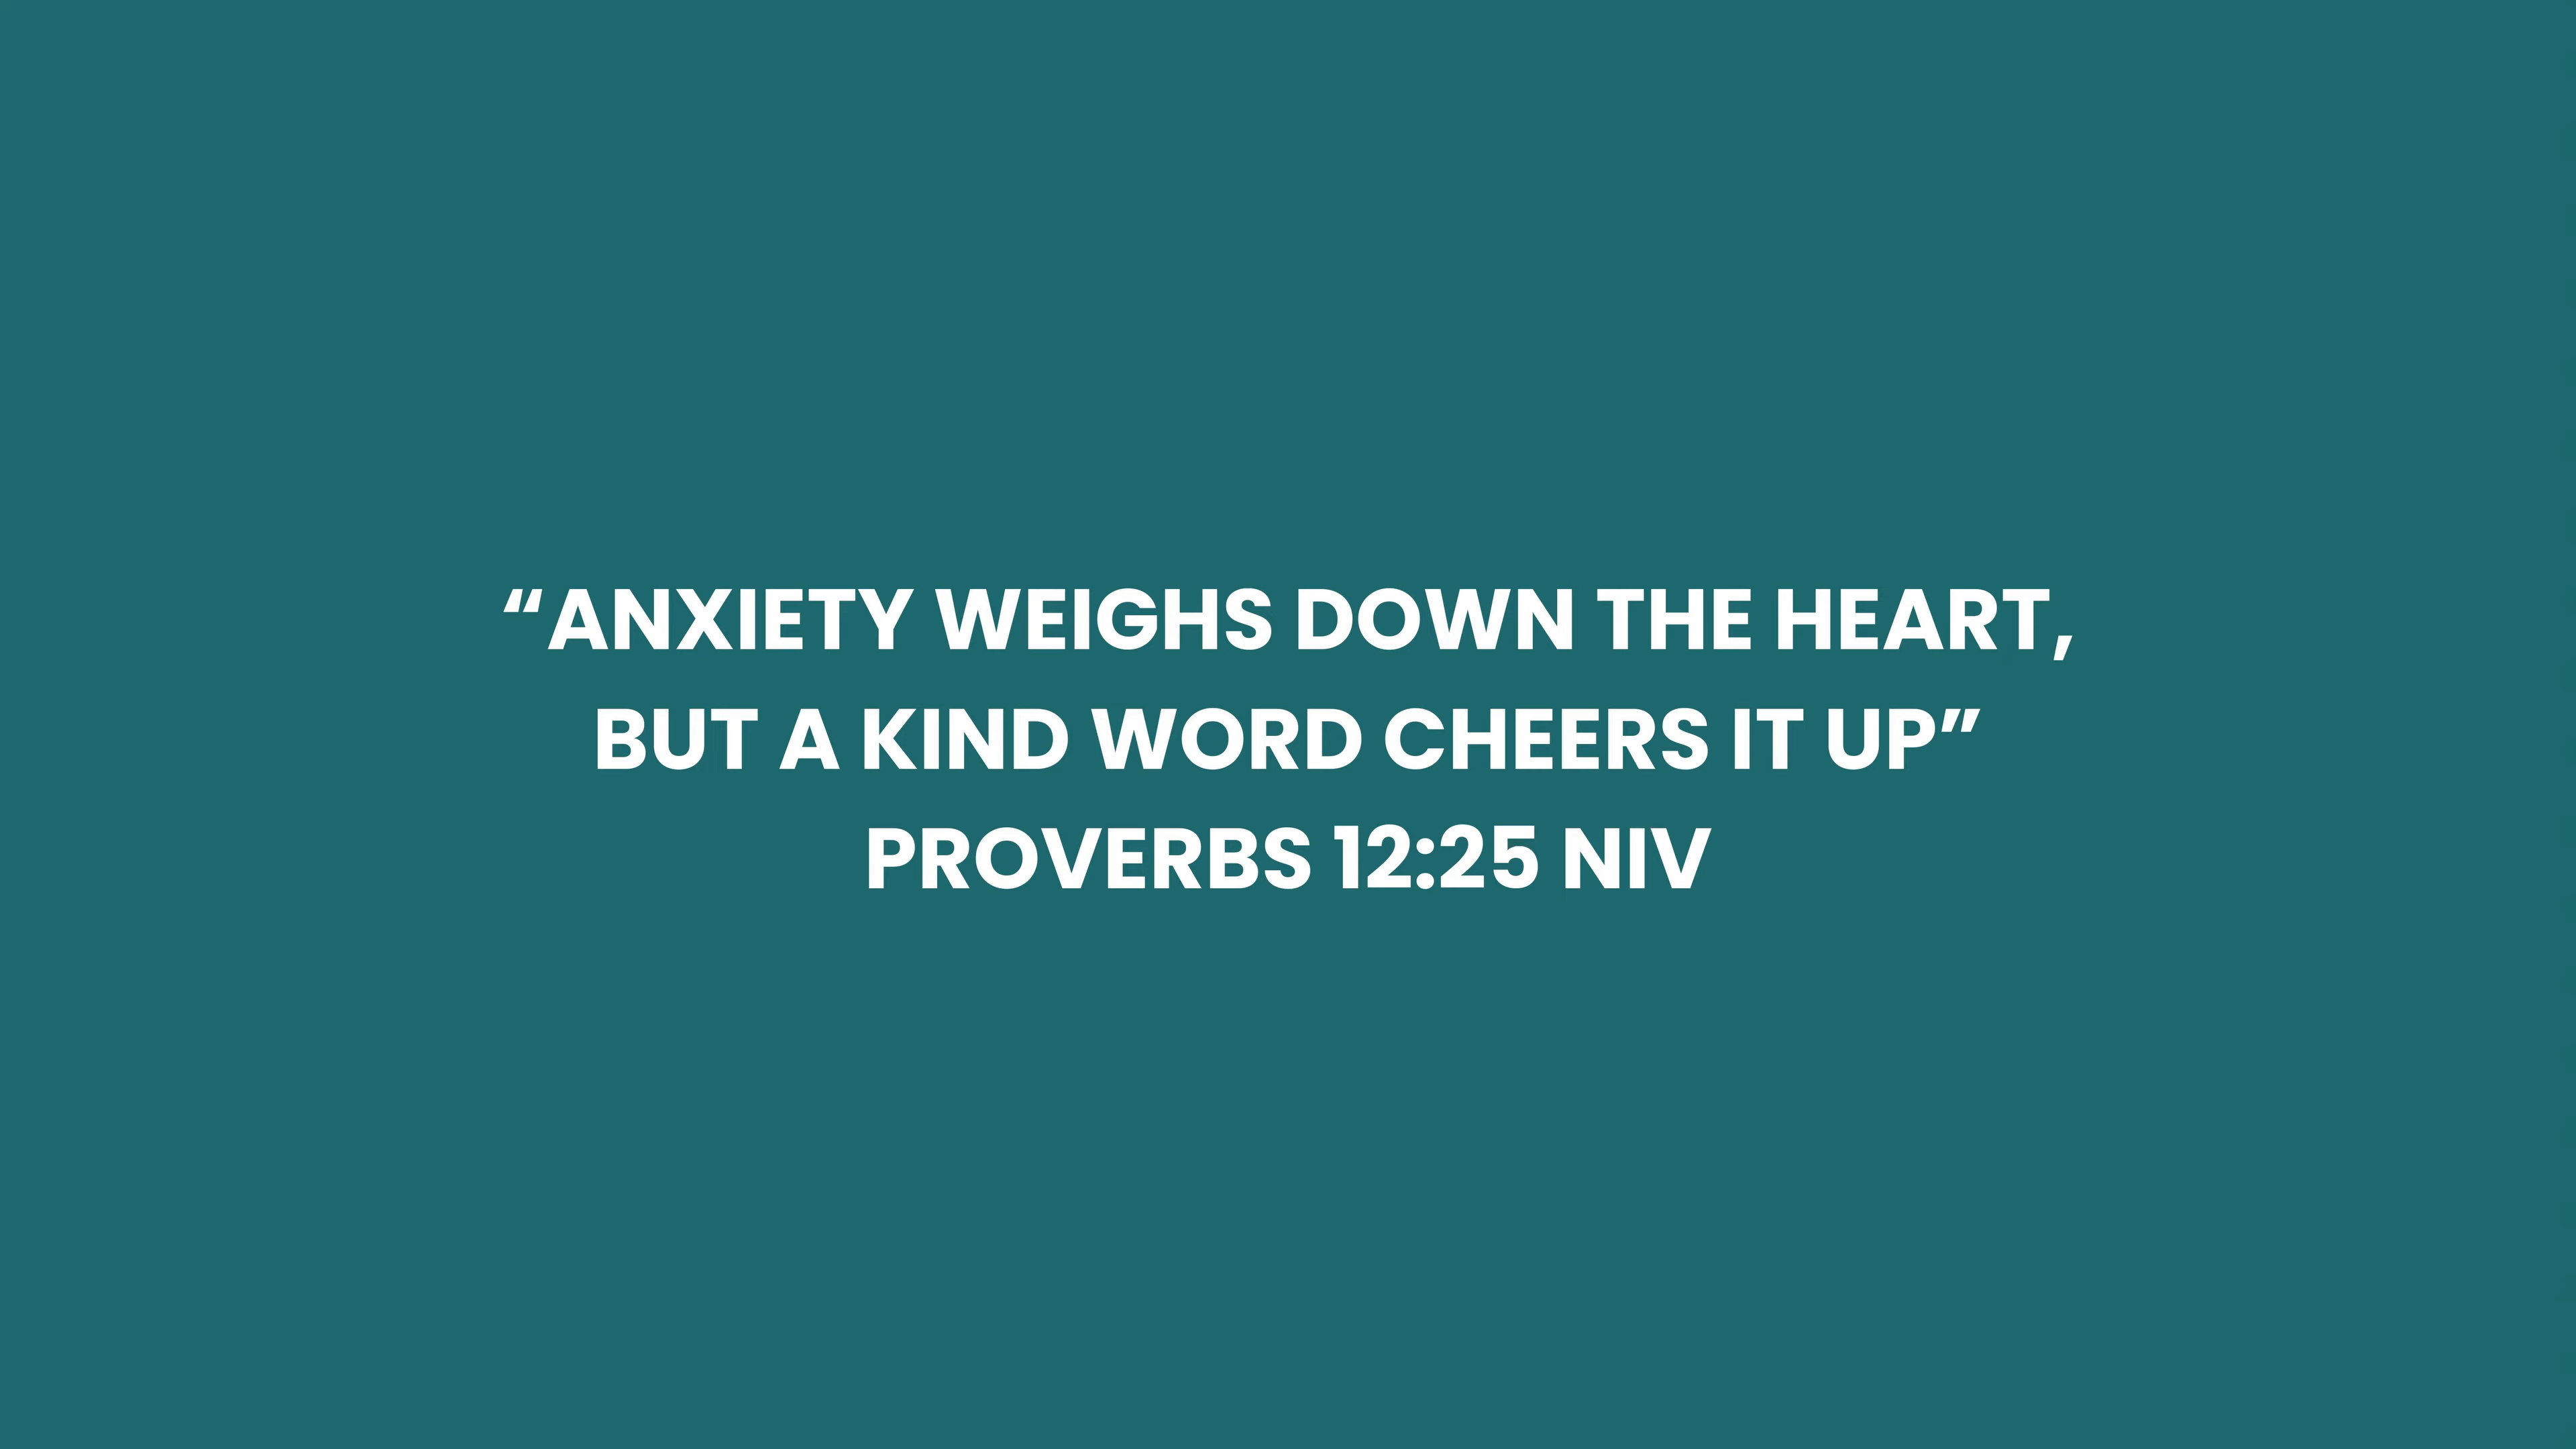 “ANXIETY WEIGHS DOWN THE HEART,
BUT A KIND WORD CHEERS IT UP”
PROVERBS 12:25 NIV